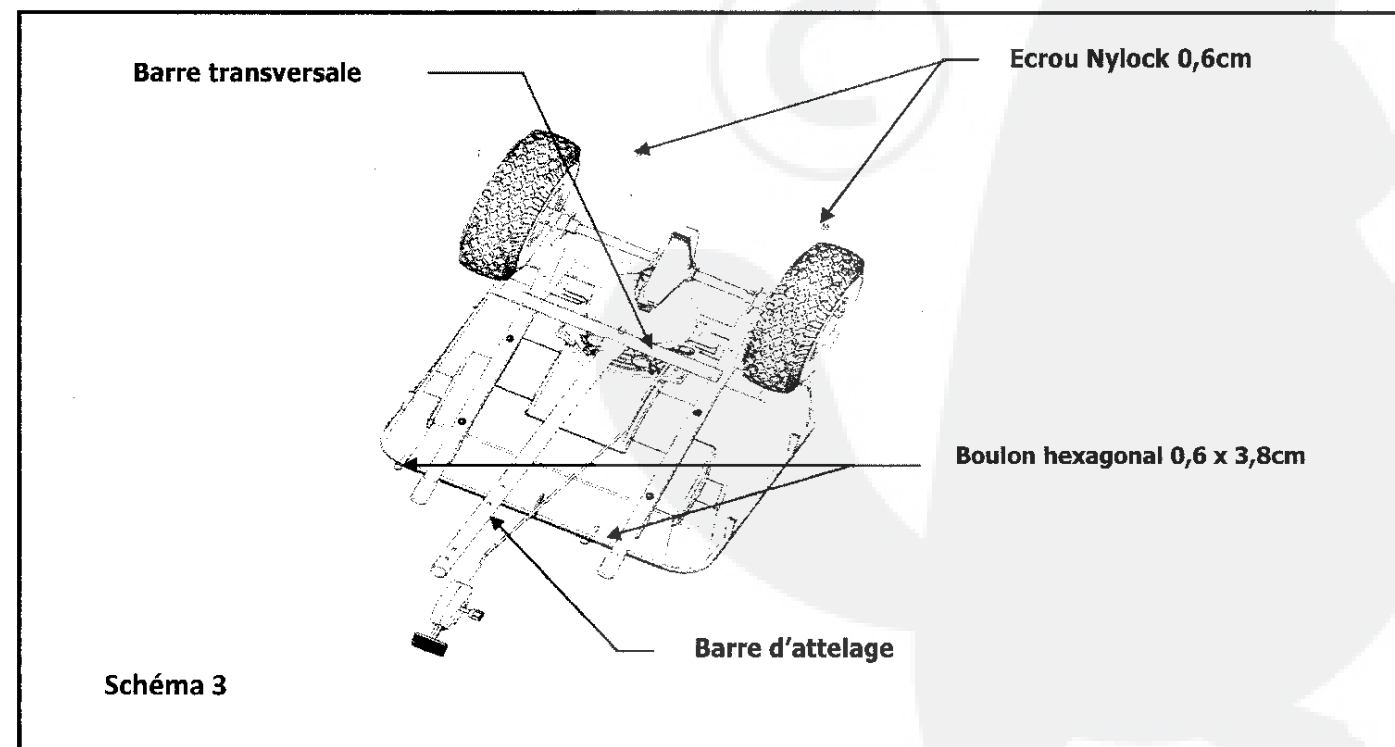 Barre transversale
Ecrou Nylock 0,6cm
Boulon hexagonal 0,6 x 3,8cm
Barre d'attelage
Schéma 3
©